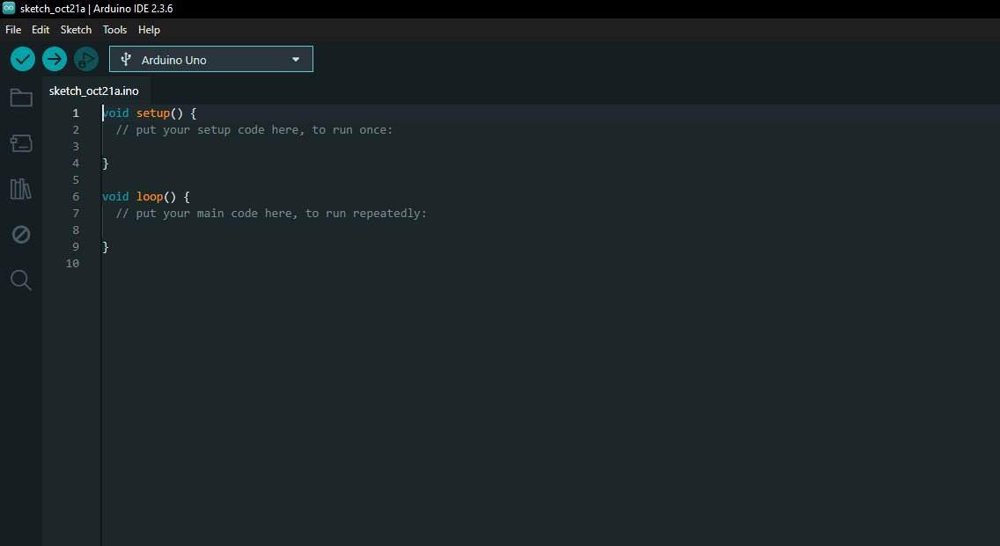 sketch_oct21a | Arduino IDE 2.3.6
File Edit Sketch Tools Help
Arduino Uno
sketch_oct21a.ino
1 void setup() {
2 // put your setup code here, to run once:
3
4 }
5
6 void loop() {
7 // put your main code here, to run repeatedly:
8
9 }
10